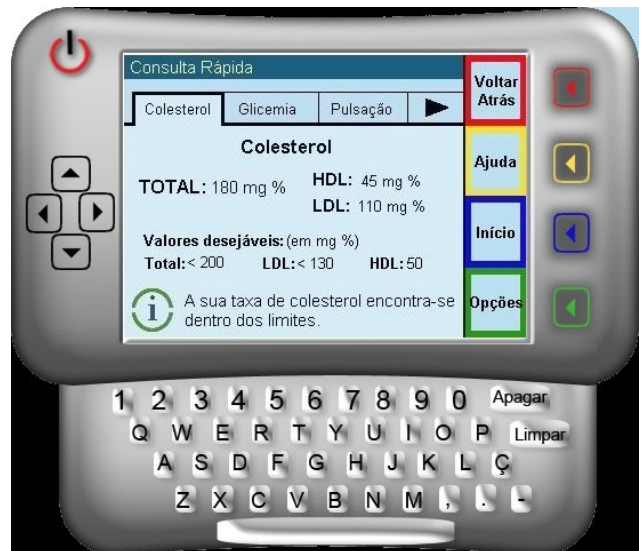 Consulta Rápida
Colesterol Glicemia Pulsação
Colesterol
TOTAL: 180 mg %
HDL: 45 mg %
LDL: 110 mg %
Valores desejáveis:(em mg %)
Total:< 200 LDL:< 130 HDL:50
A sua taxa de colesterol encontra-se
dentro dos limites.
Voltar
Atrás
Ajuda
Início
Opções
1 2 3 4 5 6 7 8 9 0 Apagar
Q W E R T Y U I O P Limpar
A S D F G H J K L Ç
Z X C V B N M , . -